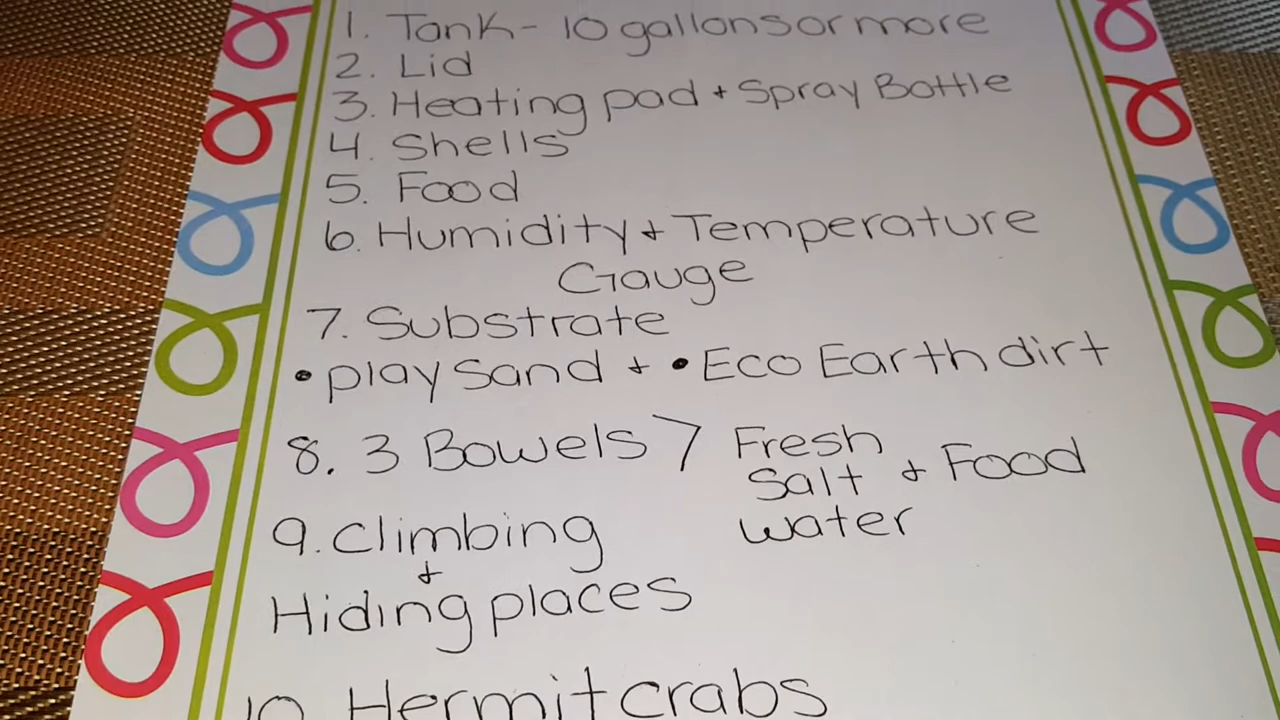 1. Tank - 10 gallons or more
2. Lid
3. Heating pad + Spray Bottle
4. Shells
5. Food
6. Humidity + Temperature
Gauge
7. Substrate
• play sand + • Eco Earth dirt
8. 3 Bowels > Fresh
Salt + Food
water
9. Climbing
+
Hiding places
10 Hermit crabs